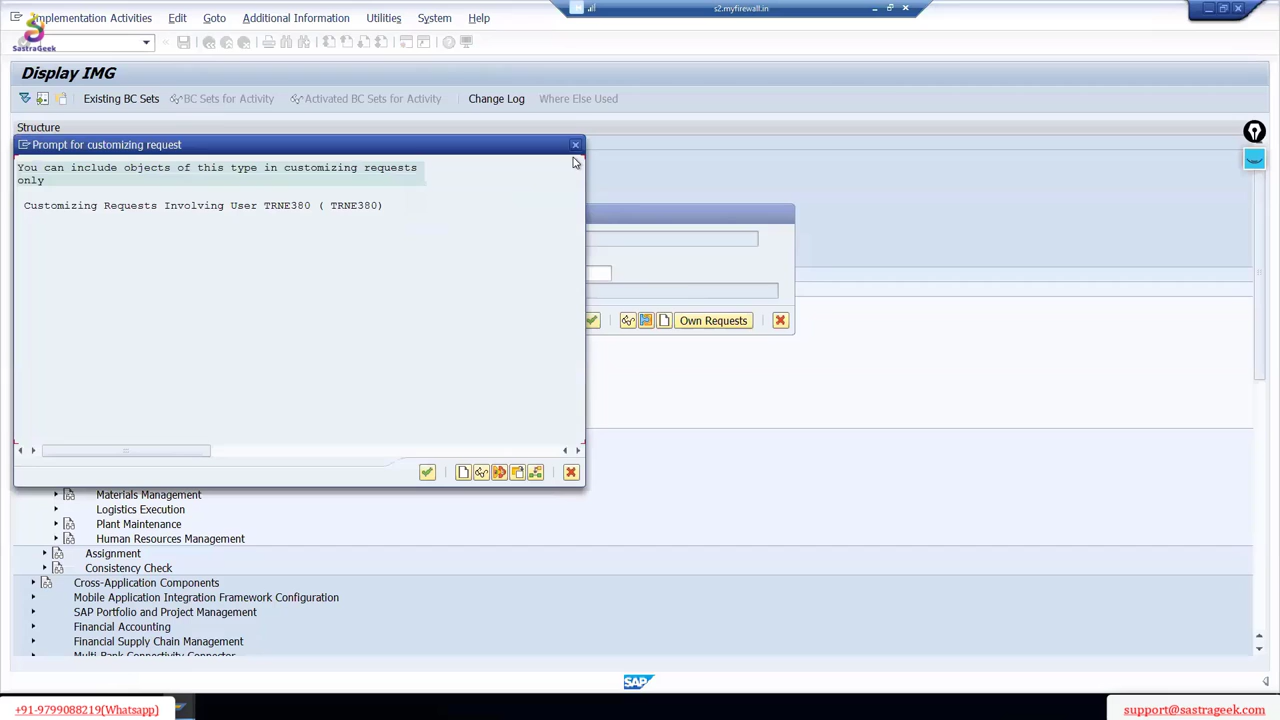 Implementation Activities Edit Goto Additional Information Utilities System Help
s2.myfirewall.in
SastraGeek
Display IMG
Existing BC Sets BC Sets for Activity Activated BC Sets for Activity Change Log Where Else Used
Structure
Prompt for customizing request
You can include objects of this type in customizing requests
only
Customizing Requests Involving User TRNE380 ( TRNE380)
Own Requests
Materials Management
Logistics Execution
Plant Maintenance
Human Resources Management
Assignment
Consistency Check
Cross-Application Components
Mobile Application Integration Framework Configuration
SAP Portfolio and Project Management
Financial Accounting
Financial Supply Chain Management
Multi-Bank Connectivity Connector
SAP
+91-9799088219(Whatsapp)
support@sastrageek.com